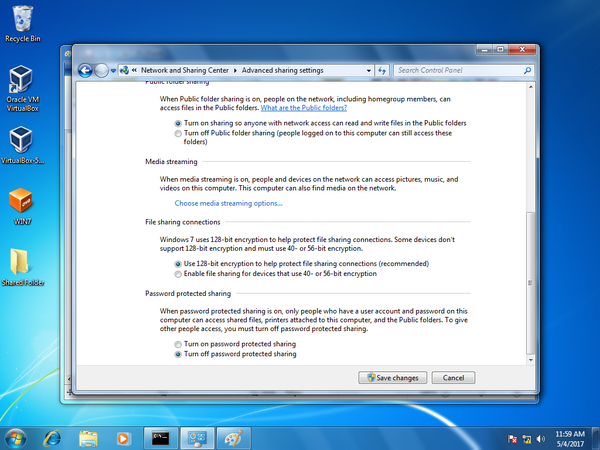 Recycle Bin
Oracle VM
VirtualBox
VirtualBox-5...
WIN7
Shared Folder
Network and Sharing Center
Advanced sharing settings
Search Control Panel
Public folder sharing
When Public folder sharing is on, people on the network, including homegroup members, can
access files in the Public folders. What are the Public folders?
Turn on sharing so anyone with network access can read and write files in the Public folders
Turn off Public folder sharing (people logged on to this computer can still access these
folders)
Media streaming
When media streaming is on, people and devices on the network can access pictures, music, and
videos on this computer. This computer can also find media on the network.
Choose media streaming options...
File sharing connections
Windows 7 uses 128-bit encryption to help protect file sharing connections. Some devices don't
support 128-bit encryption and must use 40- or 56-bit encryption.
Use 128-bit encryption to help protect file sharing connections (recommended)
Enable file sharing for devices that use 40- or 56-bit encryption
Password protected sharing
When password protected sharing is on, only people who have a user account and password on this
computer can access shared files, printers attached to this computer, and the Public folders. To give
other people access, you must turn off password protected sharing.
Turn on password protected sharing
Turn off password protected sharing
Save changes
Cancel
11:59 AM
5/4/2017